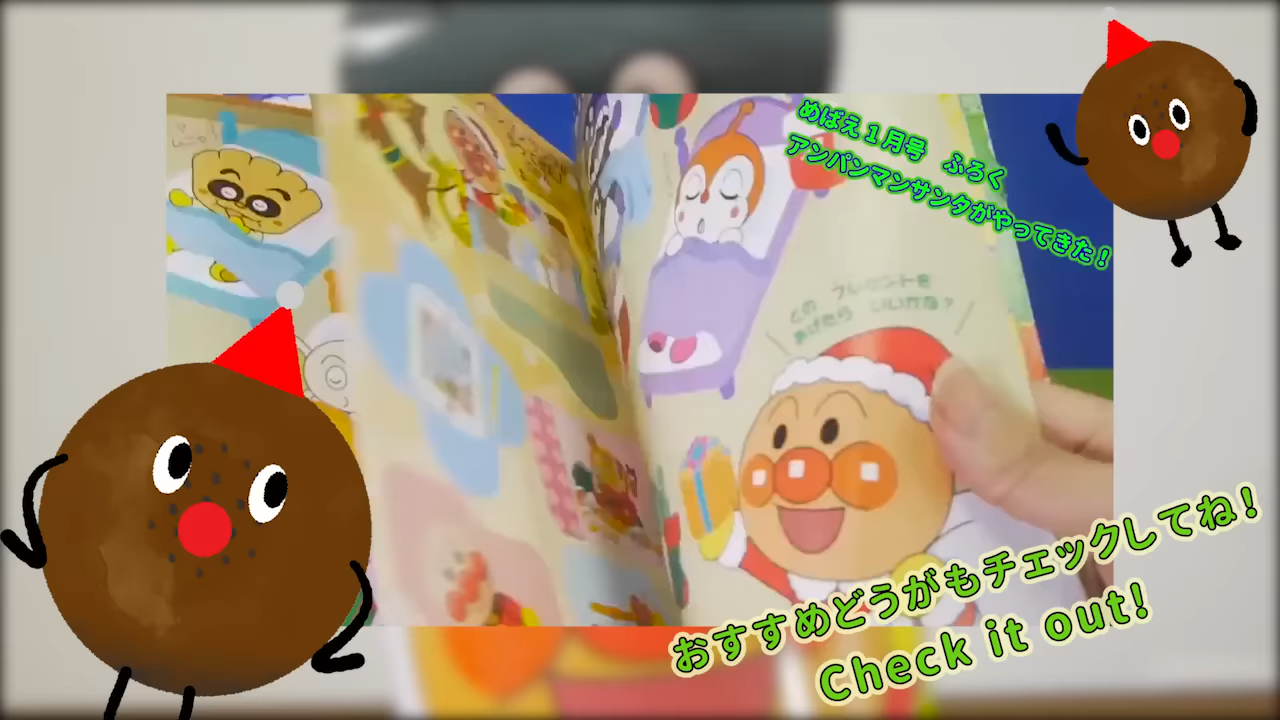 めばえ１月号　ふろく
アンパンマンサンタがやってきた！
どの　プレゼントを
あげたら　いいかな？
おすすめどうがもチェックしてね！
Check it out!